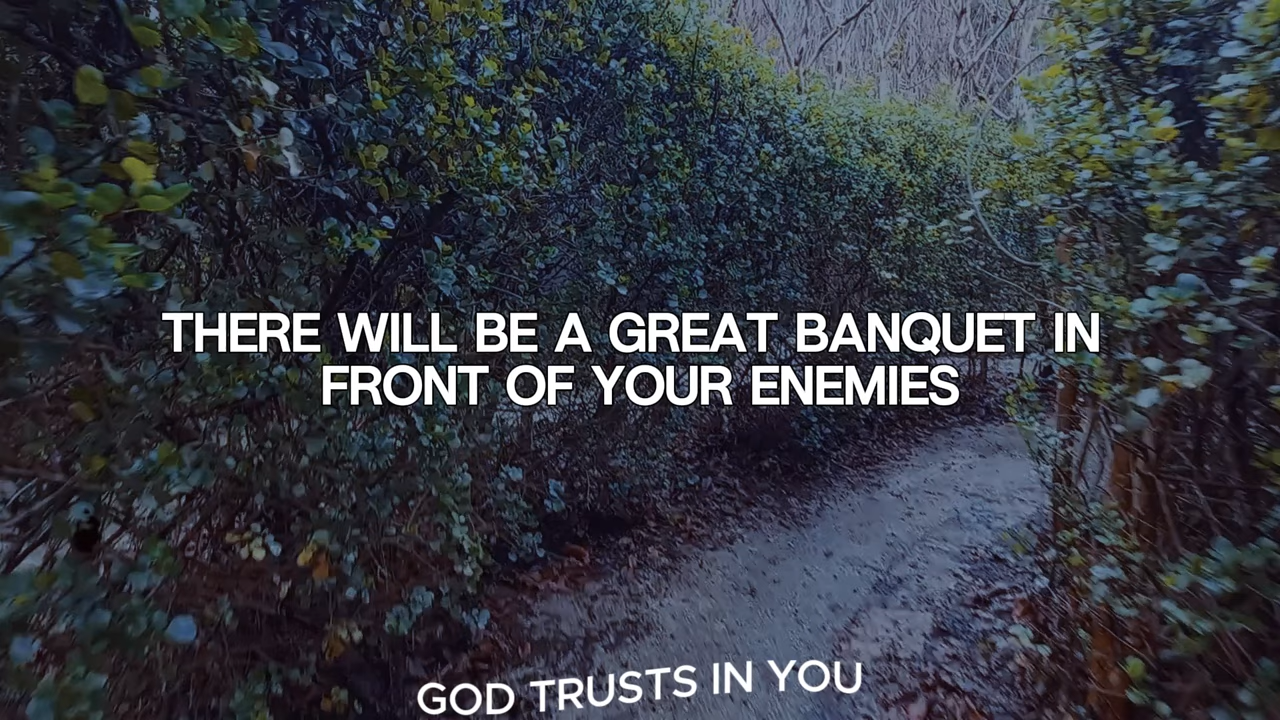 THERE WILL BE A GREAT BANQUET IN
FRONT OF YOUR ENEMIES
GOD TRUSTS IN YOU